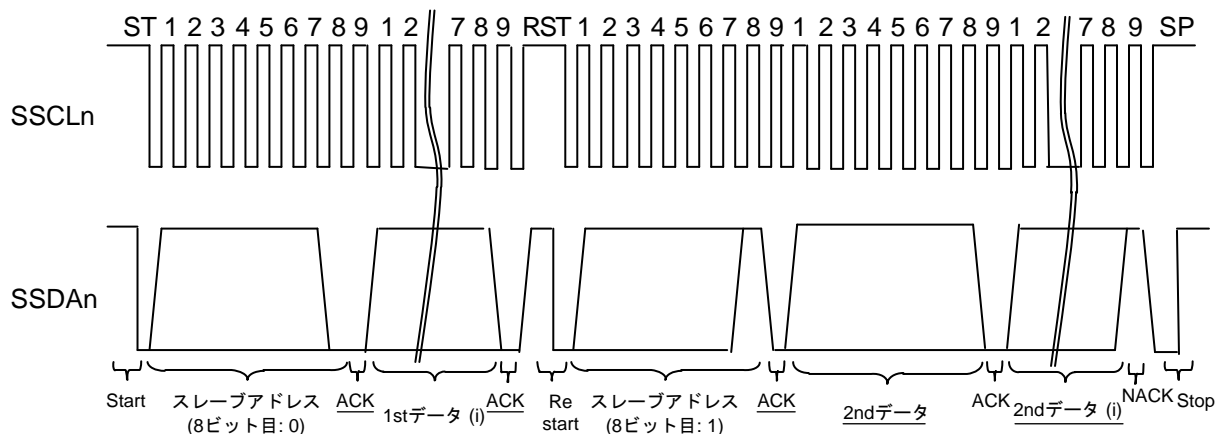 ST 1 2 3 4 5 6 7 8 9 1 2 7 8 9 RST 1 2 3 4 5 6 7 8 9 1 2 3 4 5 6 7 8 9 1 2 7 8 9 SP
SSCLn
SSDAn
Start
スレーブアドレス
(8ビット目: 0)
ACK
1stデータ (i)
ACK
Re
start
スレーブアドレス
(8ビット目: 1)
ACK
2ndデータ
ACK
2ndデータ (i)
NACK
Stop